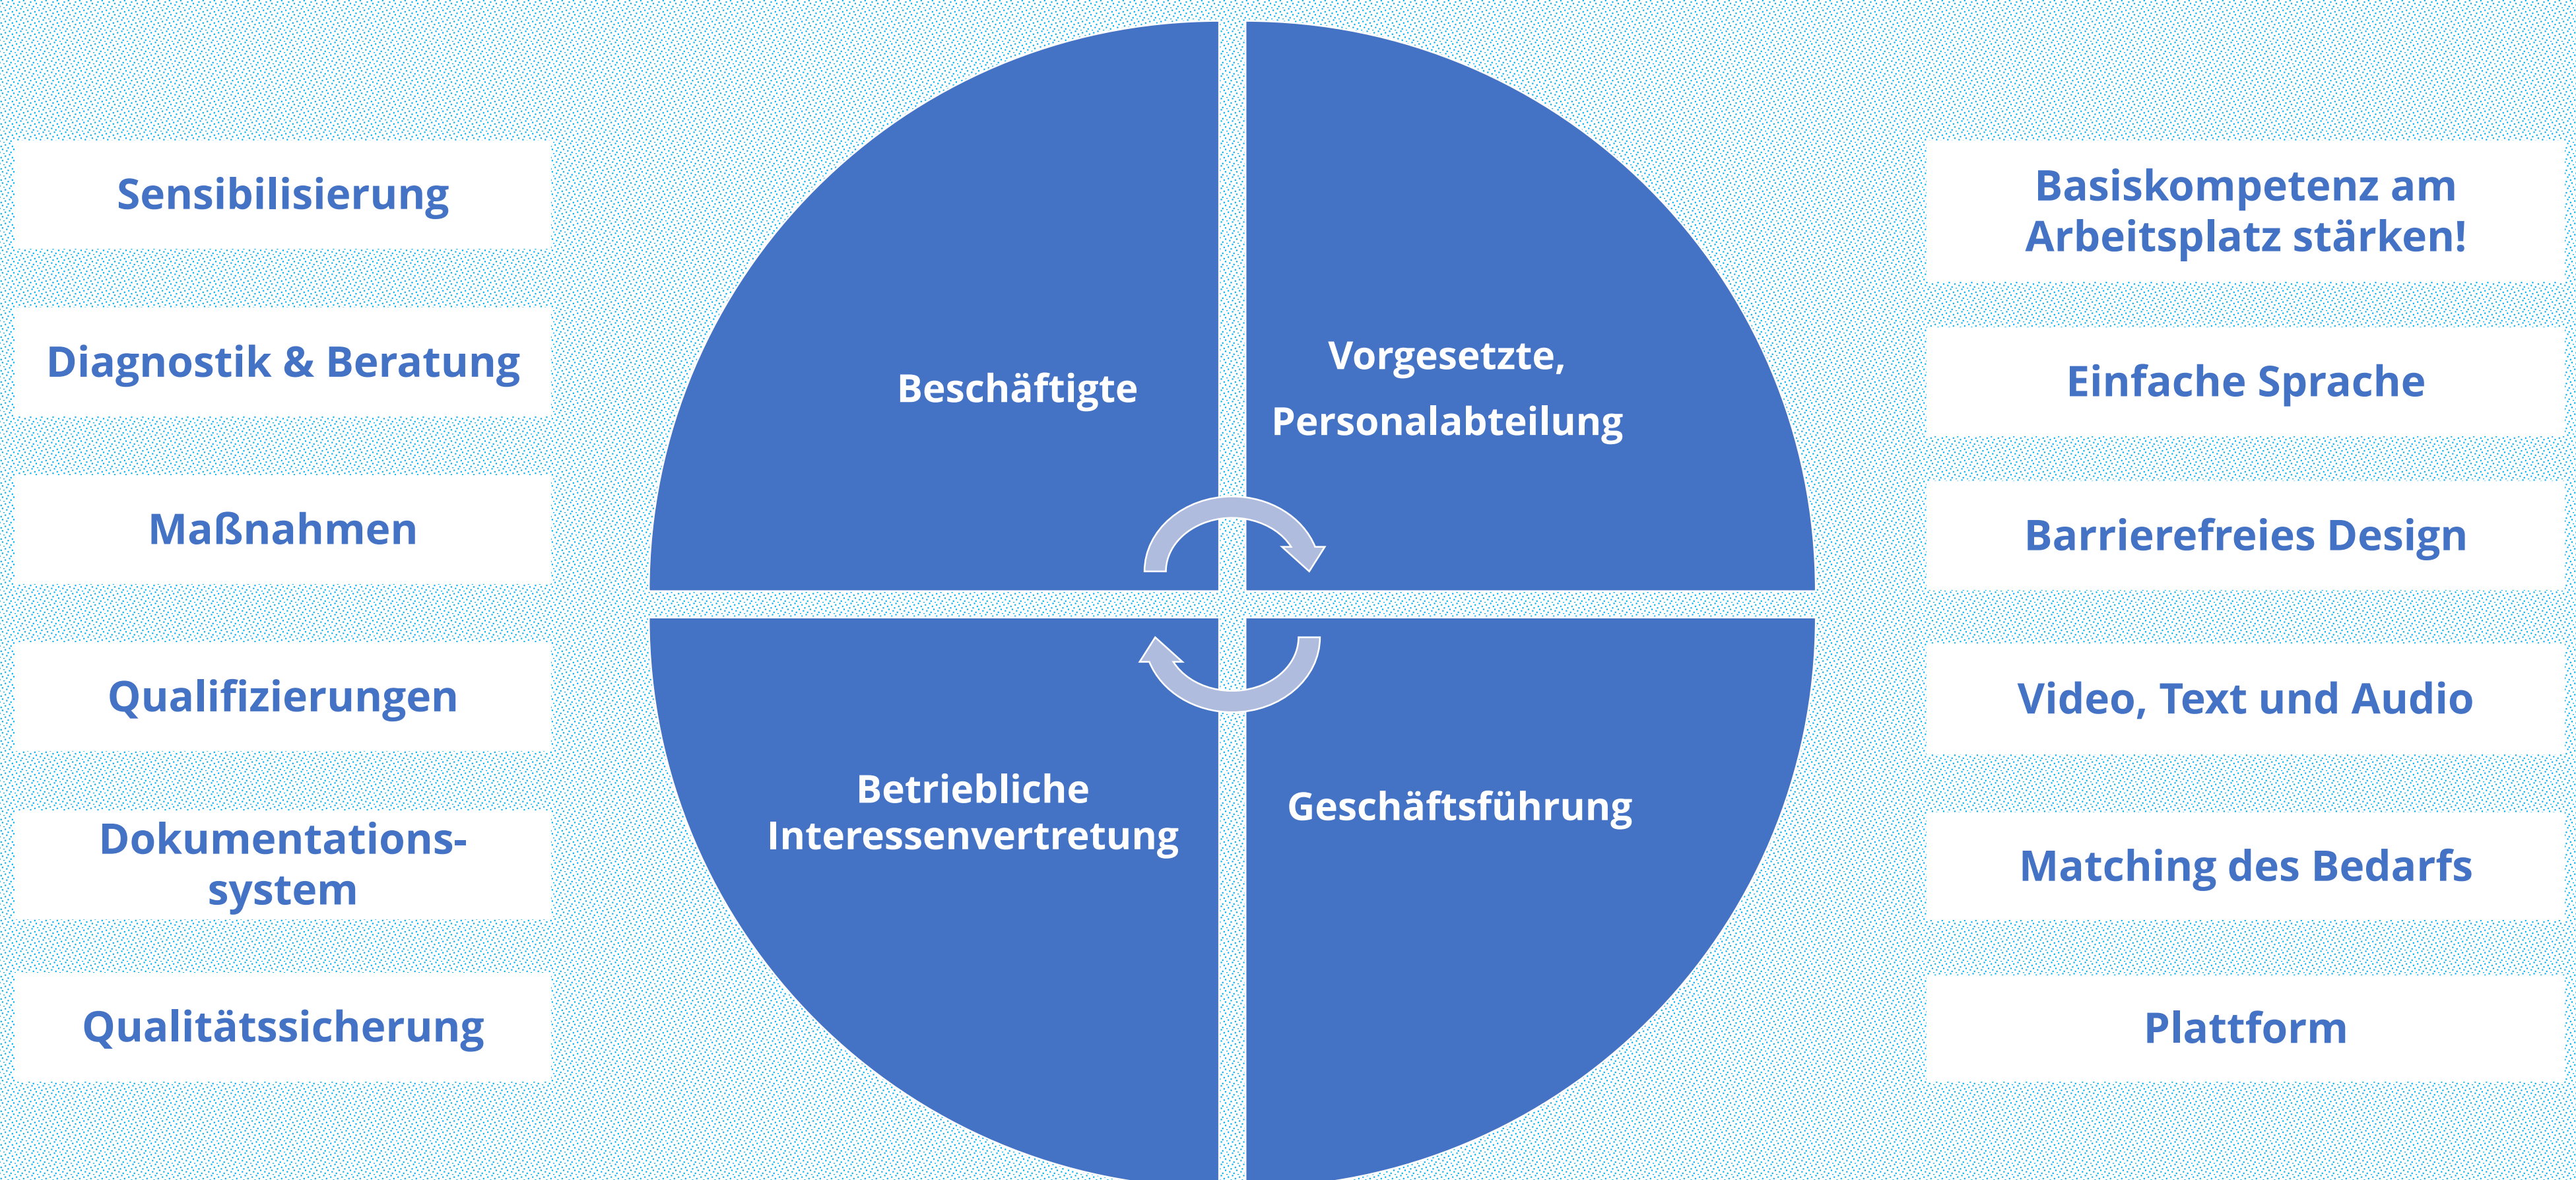 Sensibilisierung
Diagnostik & Beratung
Maßnahmen
Qualifizierungen
Dokumentations-
system
Qualitätssicherung
Beschäftigte
Vorgesetzte,
Personalabteilung
Betriebliche
Interessenvertretung
Geschäftsführung
Basiskompetenz am
Arbeitsplatz stärken!
Einfache Sprache
Barrierefreies Design
Video, Text und Audio
Matching des Bedarfs
Plattform